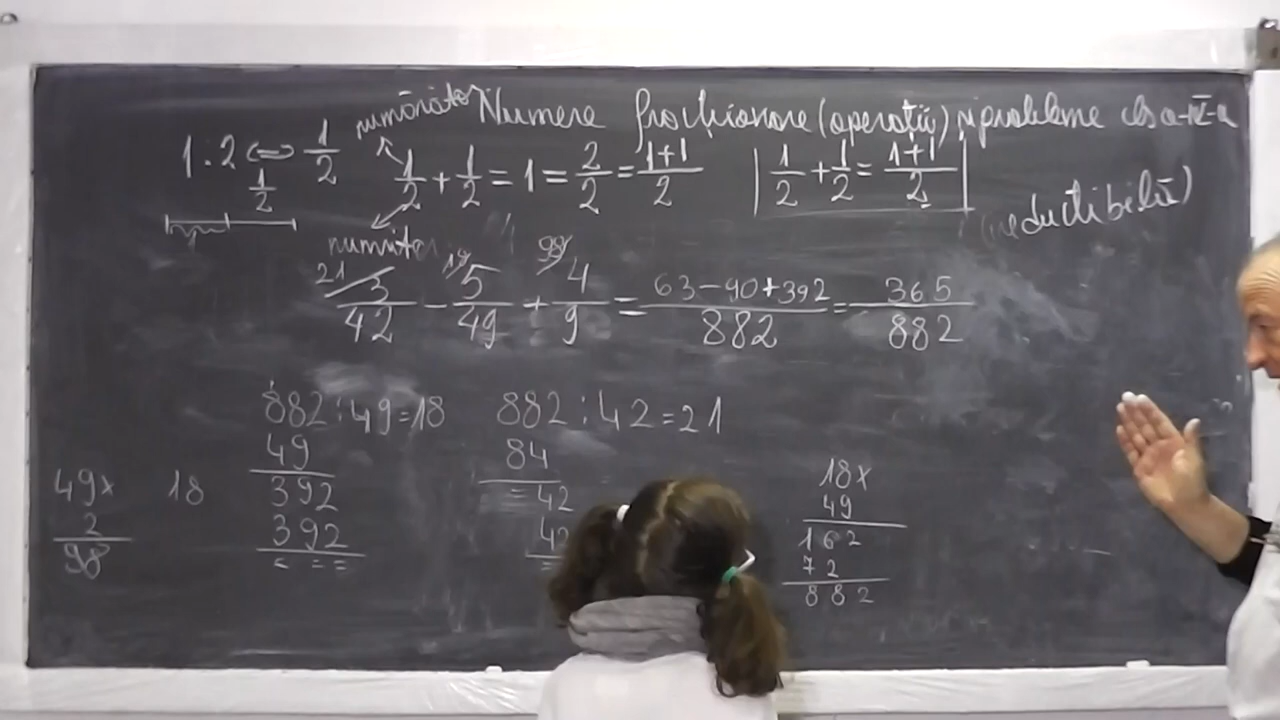 numărător Numere fracționare (operații) și probleme cls a-IV-a
1:2 <=> 1/2 1/2 + 1/2 = 1 = 2/2 = 1+1/2 | 1/2 + 1/2 = 1+1/2 |
1/2
numitor
21 19 98
3/42 - 5/49 + 4/9 = 63-90+392/882 = 365/882
882:49=18 882:42=21
49 84
392 =42
392 42
49x 18
2
98
18x
49
162
72
882